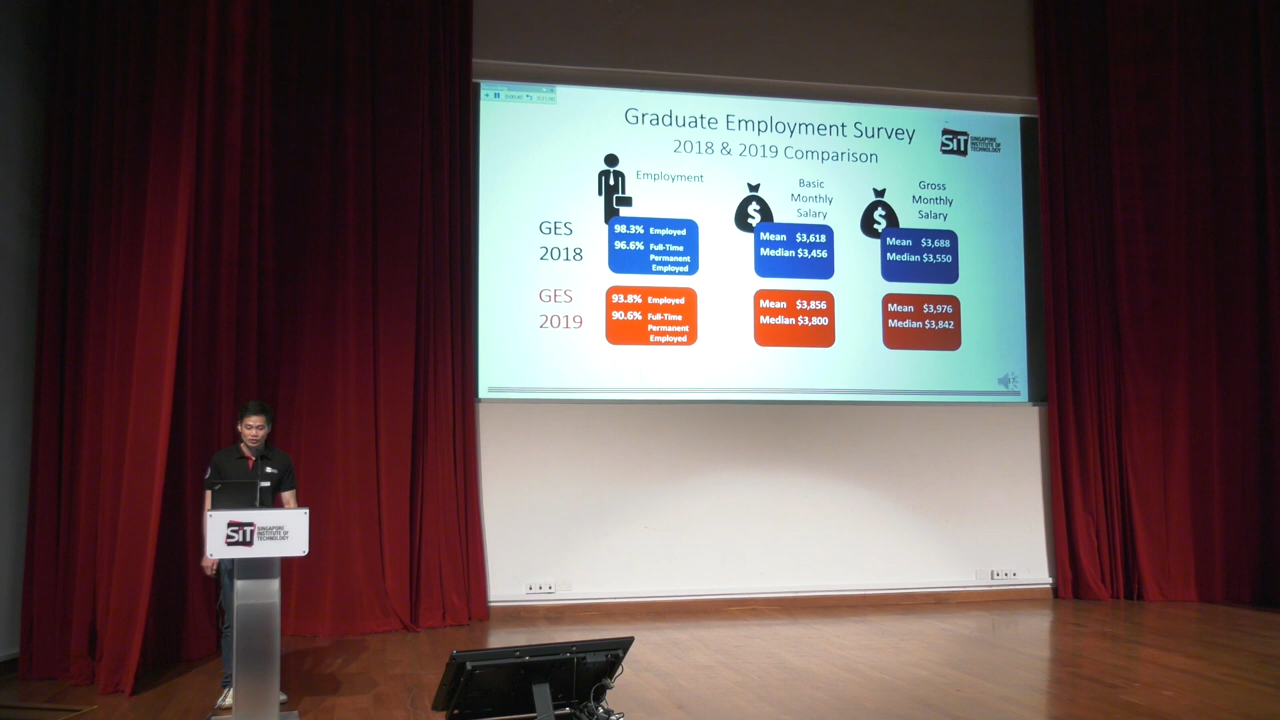 Graduate Employment Survey
2018 & 2019 Comparison
SiT
SINGAPORE
INSTITUTE OF
TECHNOLOGY
Employment
Basic
Monthly
Salary
Gross
Monthly
Salary
GES
2018
98.3% Employed
96.6% Full-Time
Permanent
Employed
Mean $3,618
Median $3,456
Mean $3,688
Median $3,550
GES
2019
93.8% Employed
90.6% Full-Time
Permanent
Employed
Mean $3,856
Median $3,800
Mean $3,976
Median $3,842
SiT
SINGAPORE
INSTITUTE OF
TECHNOLOGY